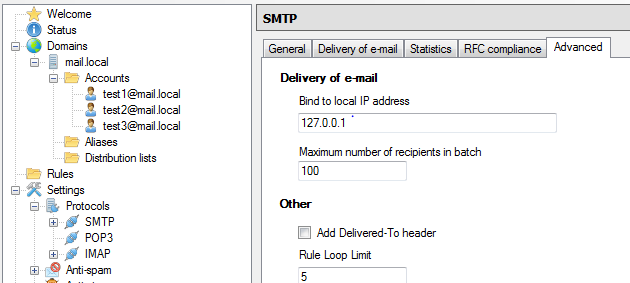 Welcome
Status
Domains
mail.local
Accounts
test1@mail.local
test2@mail.local
test3@mail.local
Aliases
Distribution lists
Rules
Settings
Protocols
SMTP
POP3
IMAP
Anti-spam
SMTP
General Delivery of e-mail Statistics RFC compliance Advanced
Delivery of e-mail
Bind to local IP address
127.0.0.1
Maximum number of recipients in batch
100
Other
Add Delivered-To header
Rule Loop Limit
5